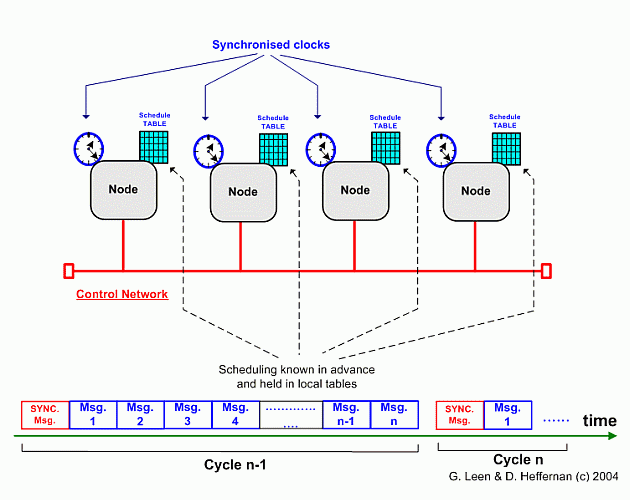 Synchronised clocks
Schedule
TABLE
Schedule
TABLE
Schedule
TABLE
Schedule
TABLE
Node
Node
Node
Node
Control Network
Scheduling known in advance
and held in local tables
SYNC.
Msg.
Msg.
1
Msg.
2
Msg.
3
Msg.
4
.............
....
Msg.
n-1
Msg.
n
SYNC.
Msg.
Msg.
1
......
time
Cycle n-1
Cycle n
G. Leen & D. Heffernan (c) 2004